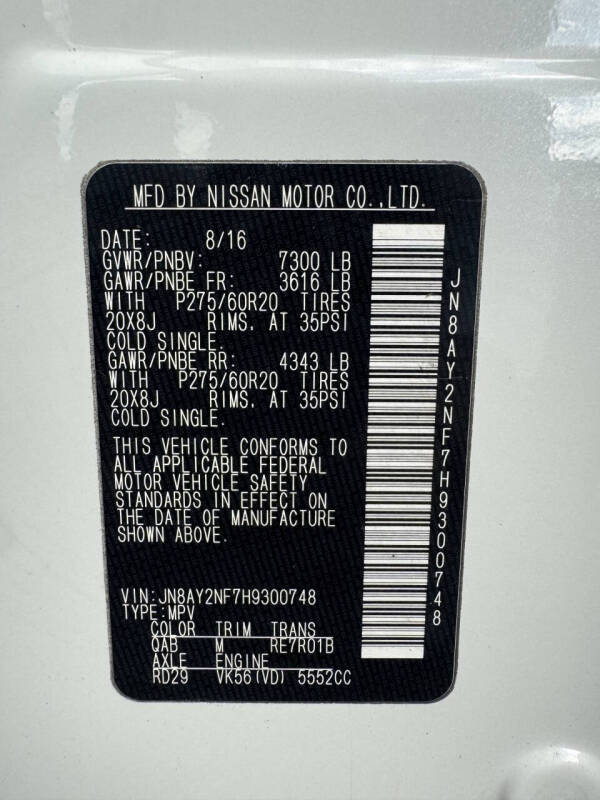 MFD BY NISSAN MOTOR CO.,LTD.
DATE: 8/16
GVWR/PNBV: 7300 LB
GAWR/PNBE FR: 3616 LB
WITH P275/60R20 TIRES
20X8J RIMS. AT 35PSI
COLD SINGLE.
GAWR/PNBE RR: 4343 LB
WITH P275/60R20 TIRES
20X8J RIMS. AT 35PSI
COLD SINGLE.
THIS VEHICLE CONFORMS TO
ALL APPLICABLE FEDERAL
MOTOR VEHICLE SAFETY
STANDARDS IN EFFECT ON
THE DATE OF MANUFACTURE
SHOWN ABOVE.
VIN:JN8AY2NF7H9300748
TYPE:MPV
COLOR TRIM TRANS
QAB M RE7R01B
AXLE ENGINE
RD29 VK56(VD) 5552CC
JN8AY2NF7H9300748